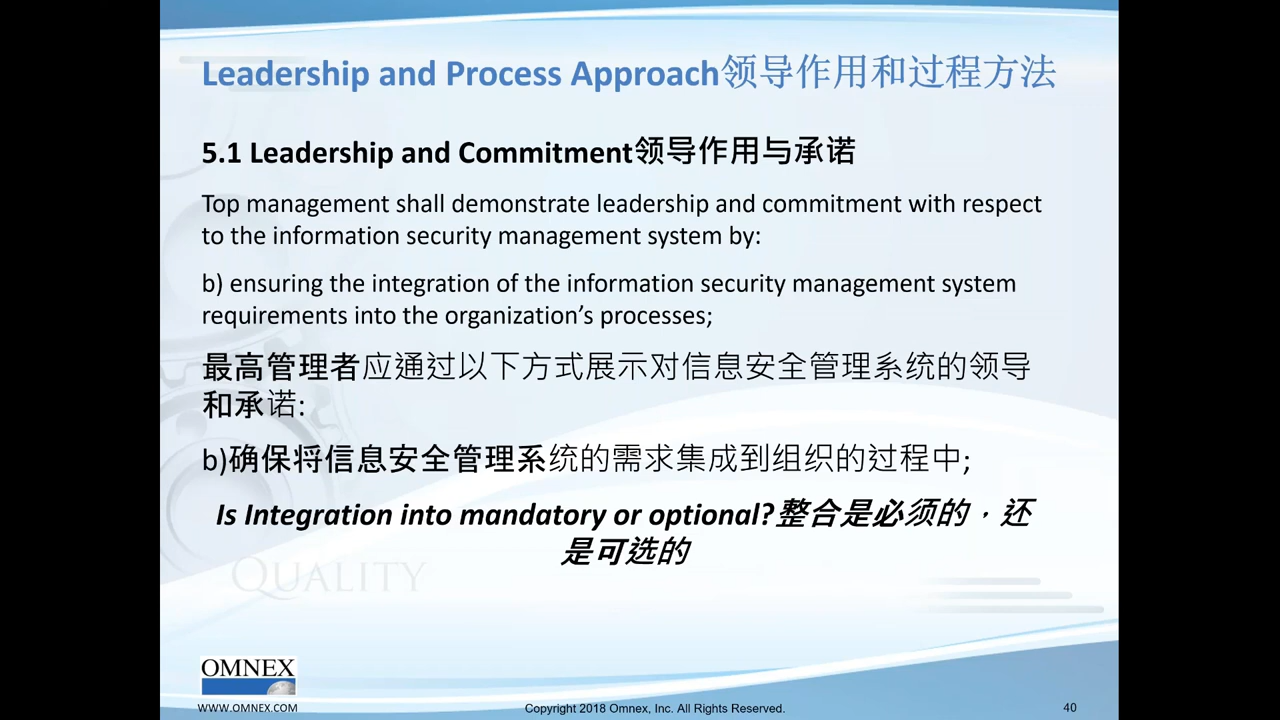 Leadership and Process Approach领导作用和过程方法
5.1 Leadership and Commitment领导作用与承诺
Top management shall demonstrate leadership and commitment with respect
to the information security management system by:
b) ensuring the integration of the information security management system
requirements into the organization’s processes;
最高管理者应通过以下方式展示对信息安全管理系统的领导
和承诺:
b)确保将信息安全管理系统的需求集成到组织的过程中;
Is Integration into mandatory or optional?整合是必须的，还
是可选的
QUALITY
OMNEX
WWW.OMNEX.COM
Copyright 2018 Omnex, Inc. All Rights Reserved.
40